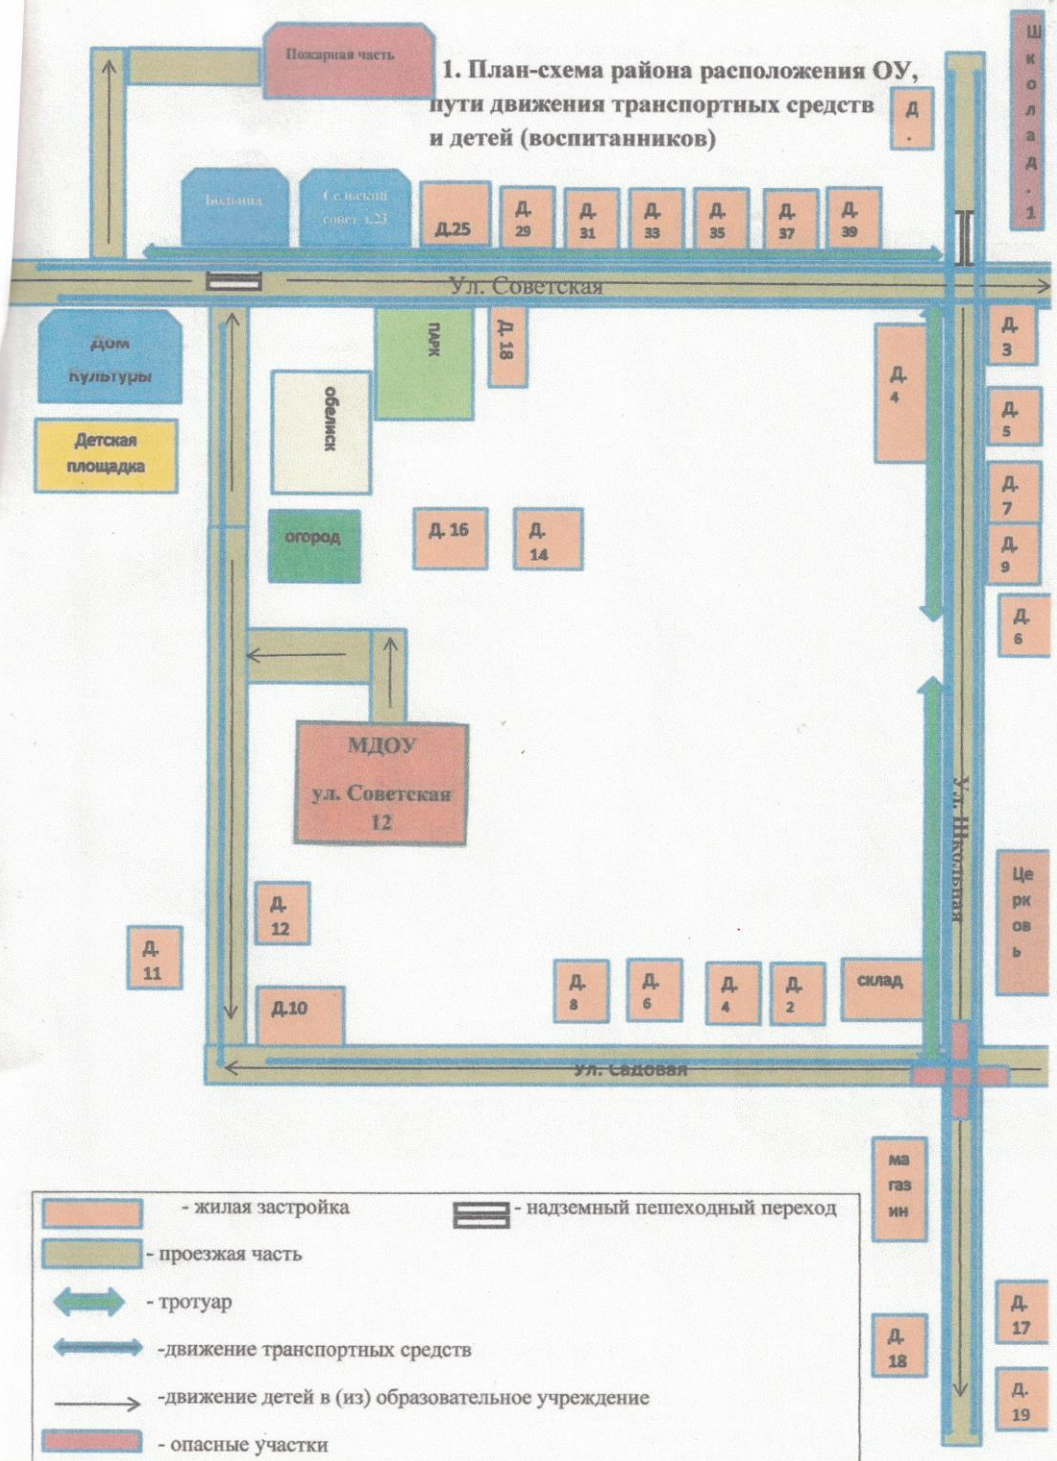 Пожарная часть
1. План-схема района расположения ОУ,
пути движения транспортных средств
и детей (воспитанников)
Д
.
Ш
к
о
л
а
д
.
1
Больница
Сельский
совет д.23
Д.25
Д.
29
Д.
31
Д.
33
Д.
35
Д.
37
Д.
39
Ул. Советская
Дом
Культуры
ПАРК
Д. 18
Д.
4
Д.
3
обелиск
Д.
5
Детская
площадка
Д.
7
огород
Д. 16
Д.
14
Д.
9
Д.
6
МДОУ
ул. Советская
12
Ул. Школьная
Це
рк
ов
ь
Д.
12
Д.
11
Д.10
Д.
8
Д.
6
Д.
4
Д.
2
склад
Ул. Садовая
ма
газ
ин
- жилая застройка
- надземный пешеходный переход
- проезжая часть
- тротуар
-движение транспортных средств
-движение детей в (из) образовательное учреждение
- опасные участки
Д.
17
Д.
18
Д.
19